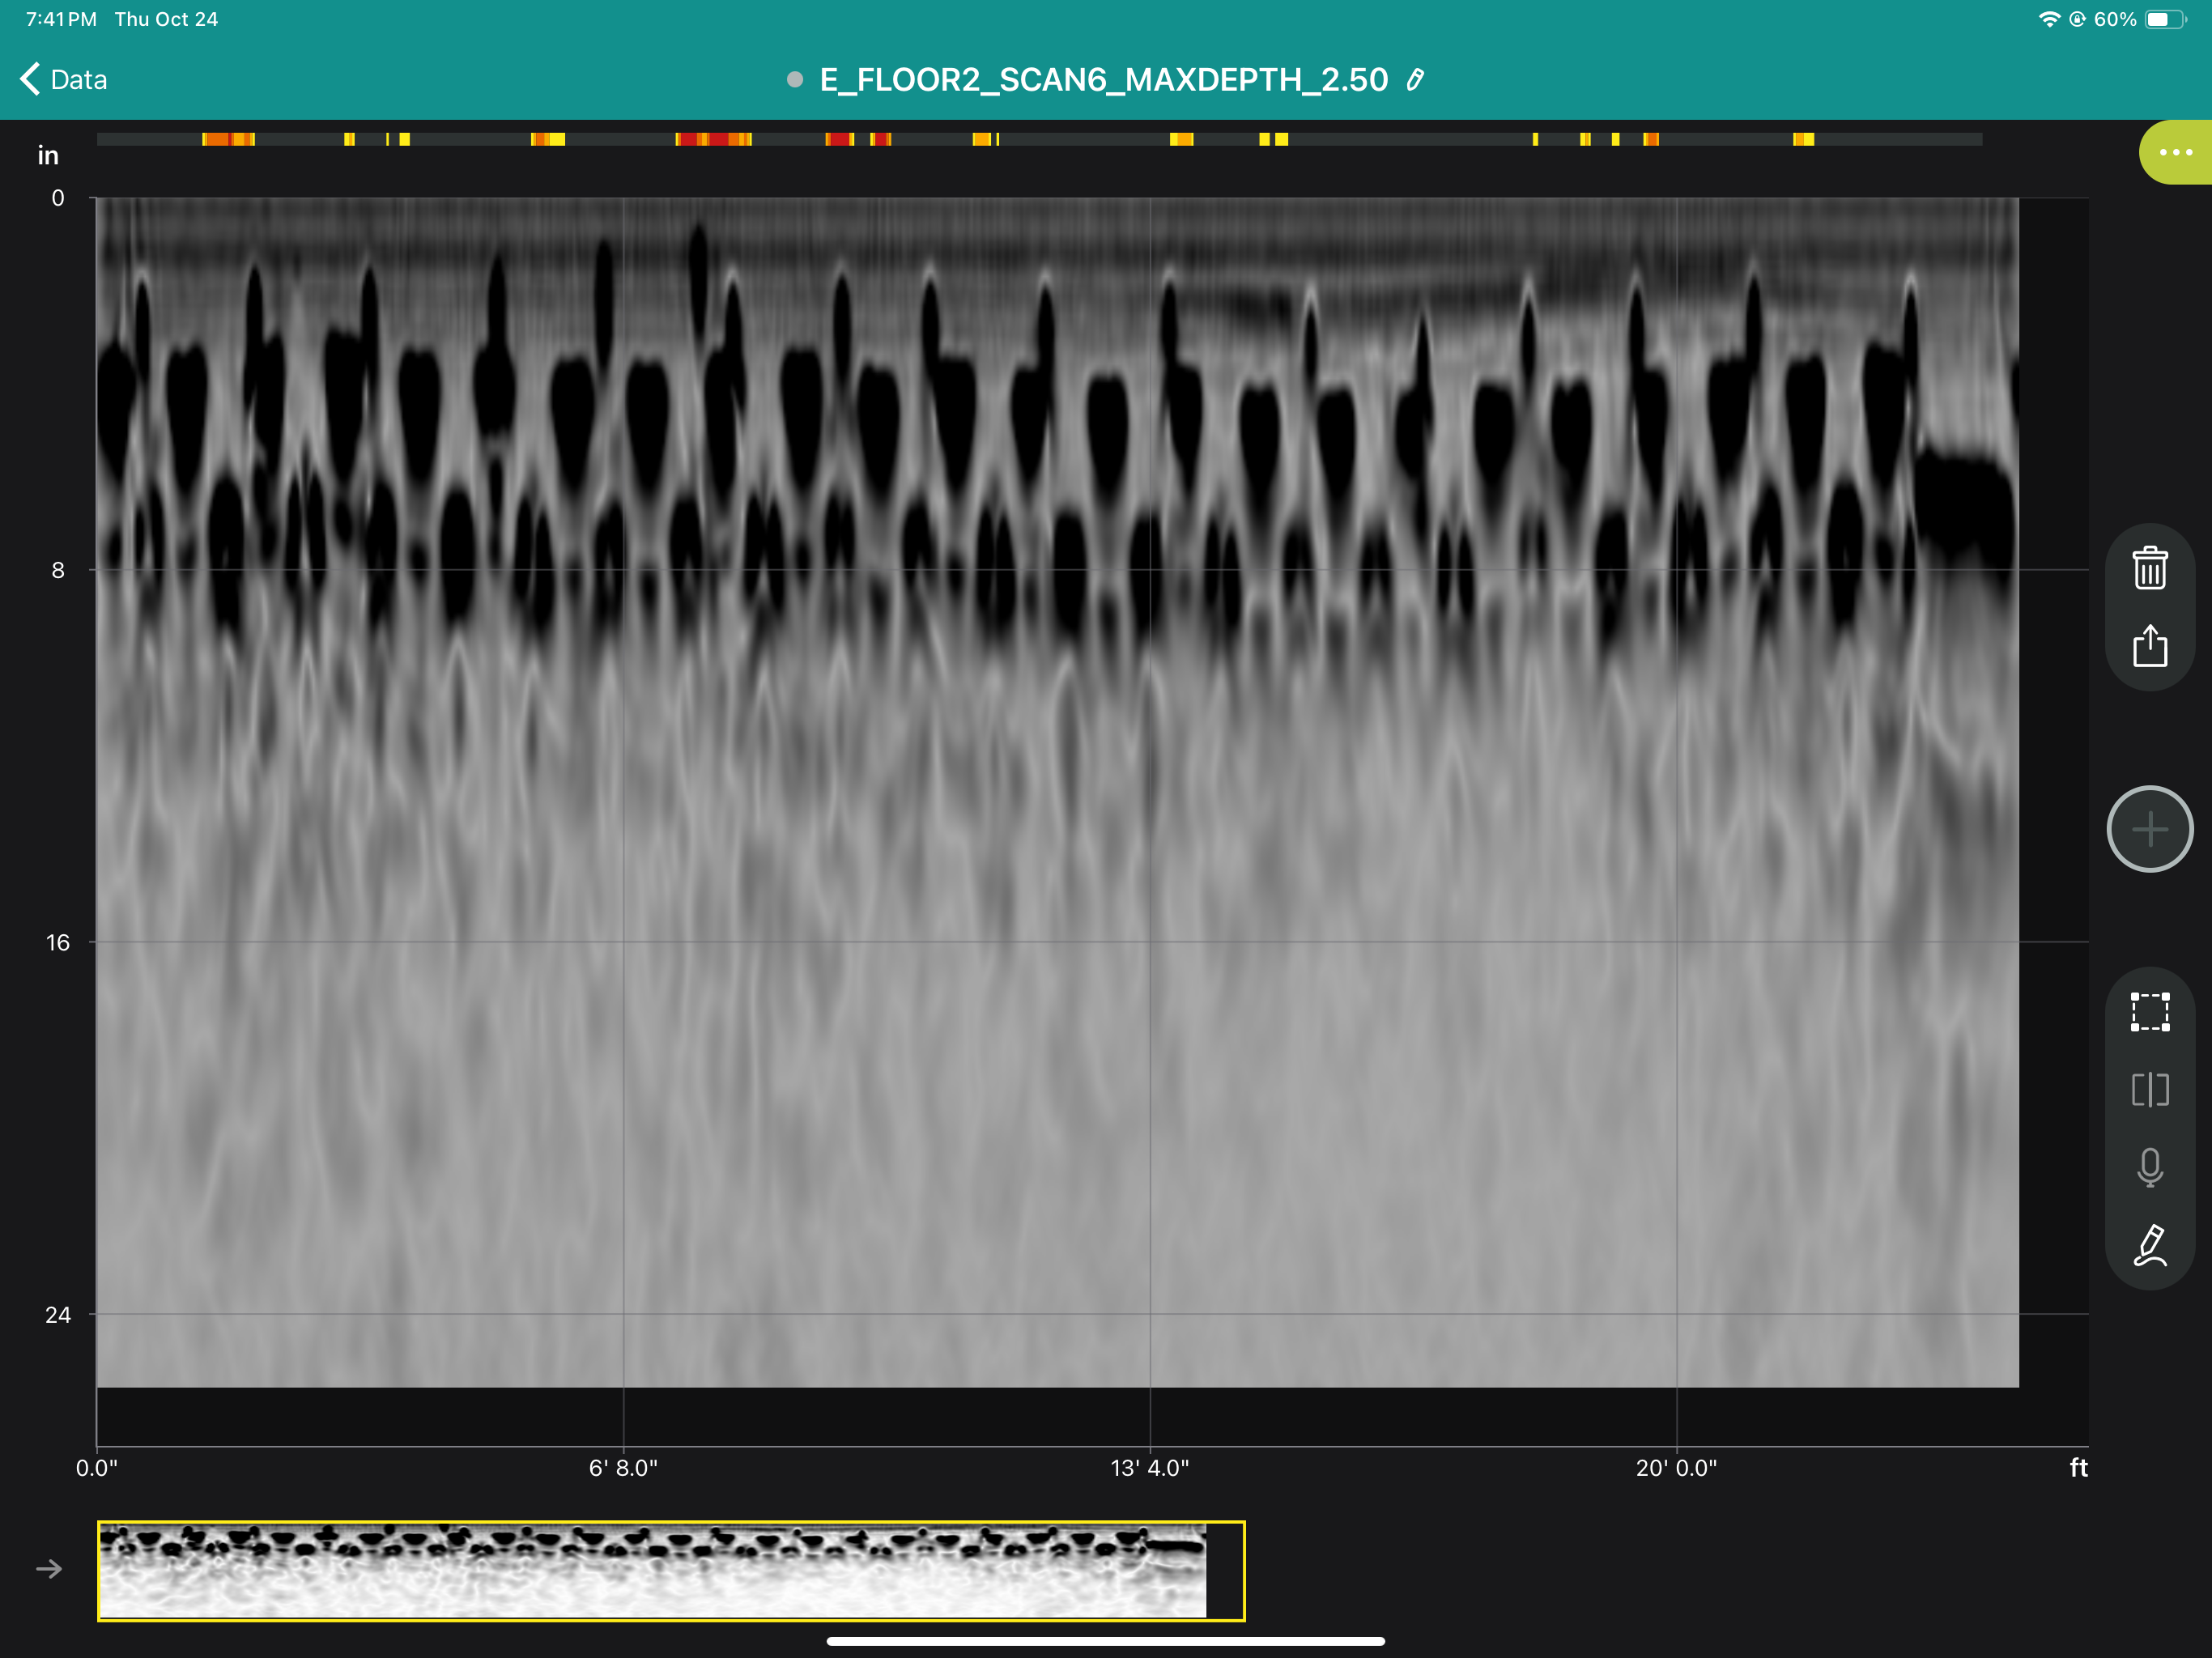 7:41 PM Thu Oct 24 60%
Data E_FLOOR2_SCAN6_MAXDEPTH_2.50
in
0
8
16
24
0.0" 6' 8.0" 13' 4.0" 20' 0.0" ft